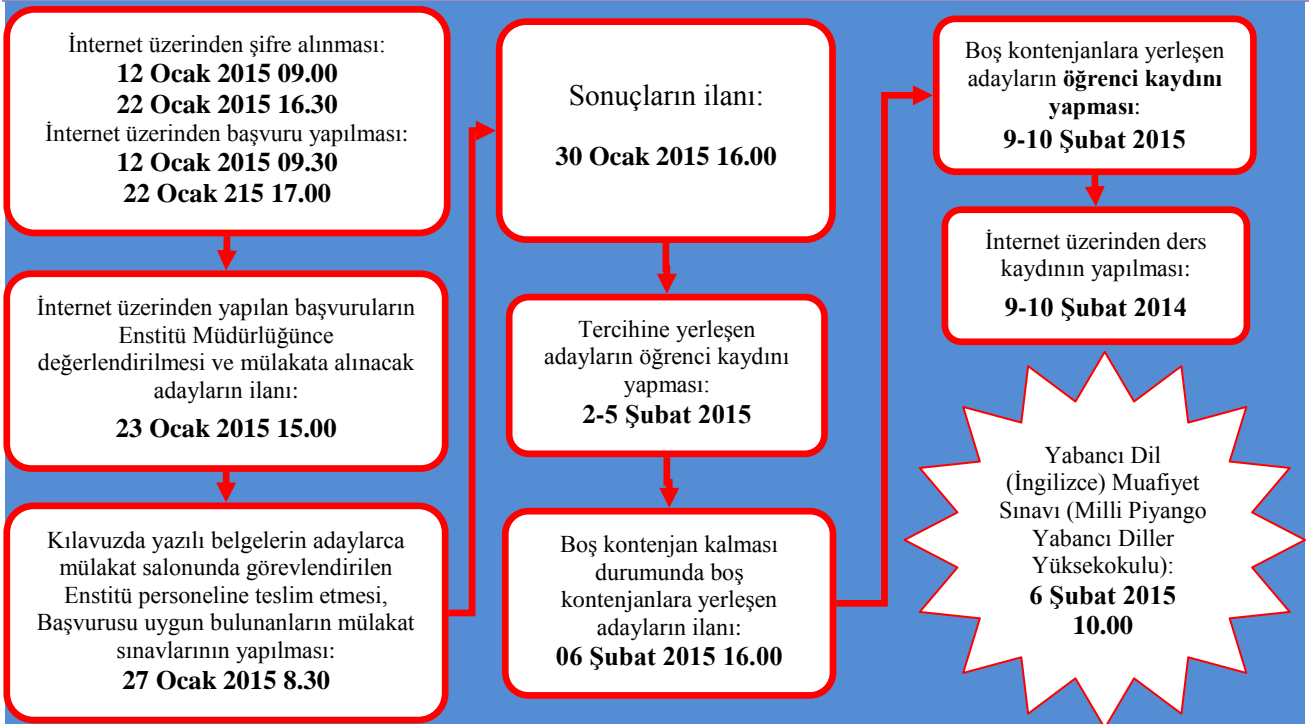 İnternet üzerinden şifre alınması:
12 Ocak 2015 09.00
22 Ocak 2015 16.30
İnternet üzerinden başvuru yapılması:
12 Ocak 2015 09.30
22 Ocak 215 17.00
İnternet üzerinden yapılan başvuruların
Enstitü Müdürlüğünce
değerlendirilmesi ve mülakata alınacak
adayların ilanı:
23 Ocak 2015 15.00
Kılavuzda yazılı belgelerin adaylarca
mülakat salonunda görevlendirilen
Enstitü personeline teslim etmesi,
Başvurusu uygun bulunanların mülakat
sınavlarının yapılması:
27 Ocak 2015 8.30
Sonuçların ilanı:
30 Ocak 2015 16.00
Tercihine yerleşen
adayların öğrenci kaydını
yapması:
2-5 Şubat 2015
Boş kontenjan kalması
durumunda boş
kontenjanlara yerleşen
adayların ilanı:
06 Şubat 2015 16.00
Boş kontenjanlara yerleşen
adayların öğrenci kaydını
yapması:
9-10 Şubat 2015
İnternet üzerinden ders
kaydının yapılması:
9-10 Şubat 2014
Yabancı Dil
(İngilizce) Muafiyet
Sınavı (Milli Piyango
Yabancı Diller
Yüksekokulu):
6 Şubat 2015
10.00